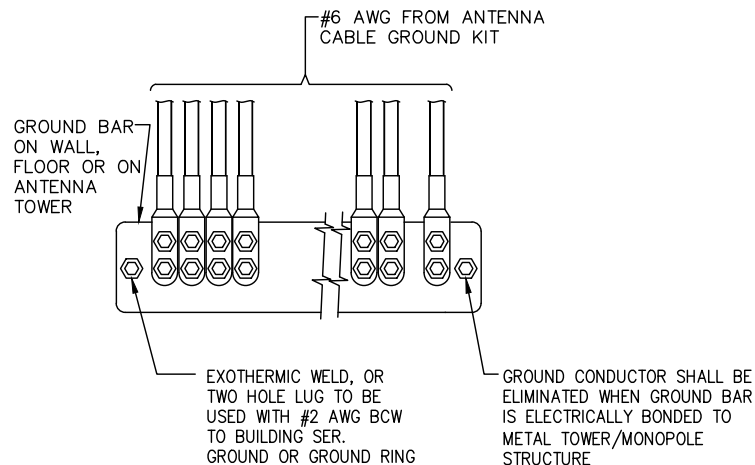 #6 AWG FROM ANTENNA
CABLE GROUND KIT
GROUND BAR
ON WALL,
FLOOR OR ON
ANTENNA
TOWER
EXOTHERMIC WELD, OR
TWO HOLE LUG TO BE
USED WITH #2 AWG BCW
TO BUILDING SER.
GROUND OR GROUND RING
GROUND CONDUCTOR SHALL BE
ELIMINATED WHEN GROUND BAR
IS ELECTRICALLY BONDED TO
METAL TOWER/MONOPOLE
STRUCTURE